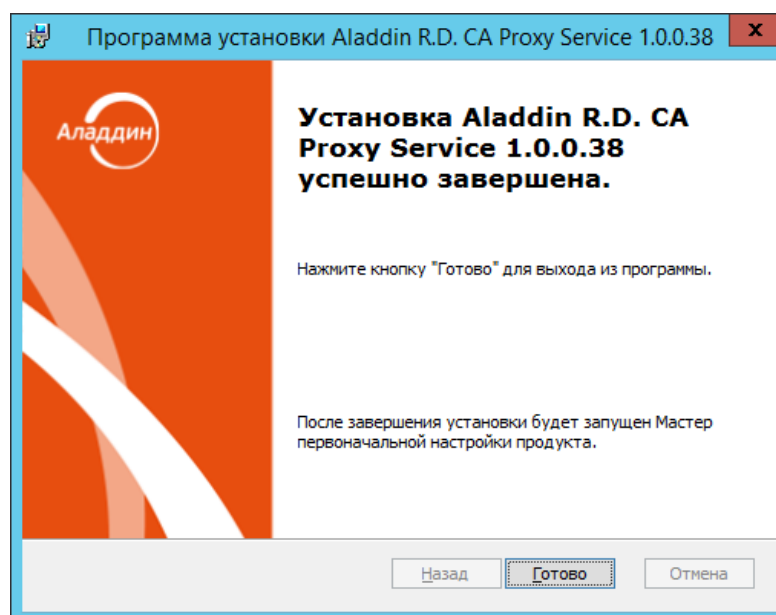 Программа установки Aladdin R.D. CA Proxy Service 1.0.0.38
x
Аладдин
Установка Aladdin R.D. CA
Proxy Service 1.0.0.38
успешно завершена.
Нажмите кнопку "Готово" для выхода из программы.
После завершения установки будет запущен Мастер
первоначальной настройки продукта.
Назад
Готово
Отмена